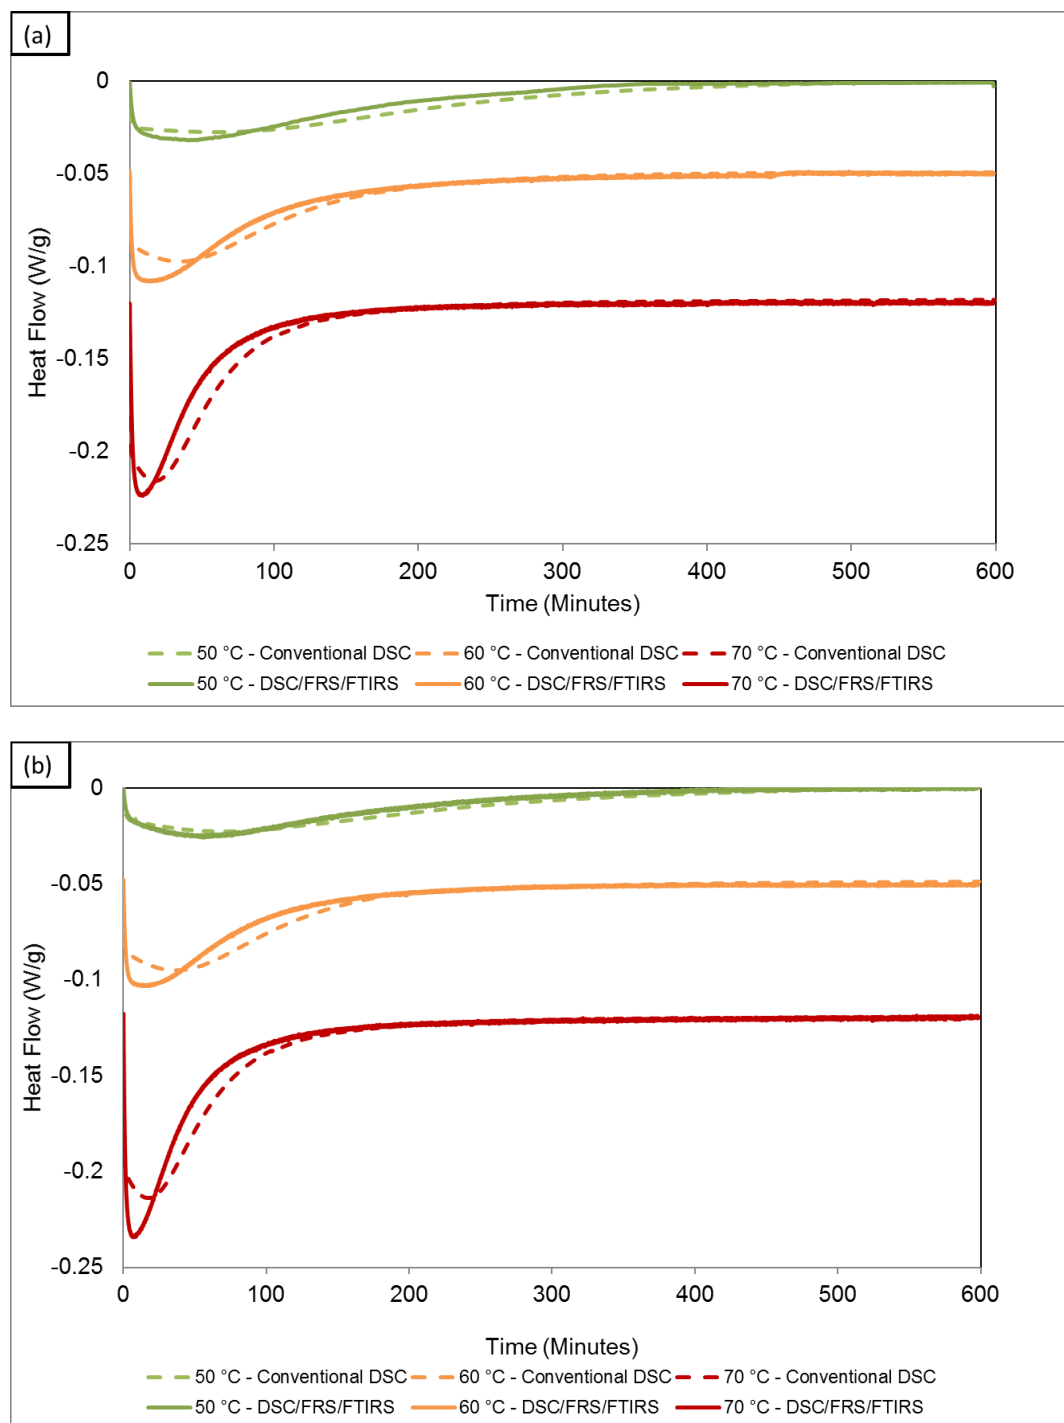 (a)
0
-0.05
-0.1
-0.15
-0.2
-0.25
Heat Flow (W/g)
0 100 200 300 400 500 600
Time (Minutes)
50 °C - Conventional DSC 60 °C - Conventional DSC 70 °C - Conventional DSC
50 °C - DSC/FRS/FTIRS 60 °C - DSC/FRS/FTIRS 70 °C - DSC/FRS/FTIRS
(b)
0
-0.05
-0.1
-0.15
-0.2
-0.25
Heat Flow (W/g)
0 100 200 300 400 500 600
Time (Minutes)
50 °C - Conventional DSC 60 °C - Conventional DSC 70 °C - Conventional DSC
50 °C - DSC/FRS/FTIRS 60 °C - DSC/FRS/FTIRS 70 °C - DSC/FRS/FTIRS